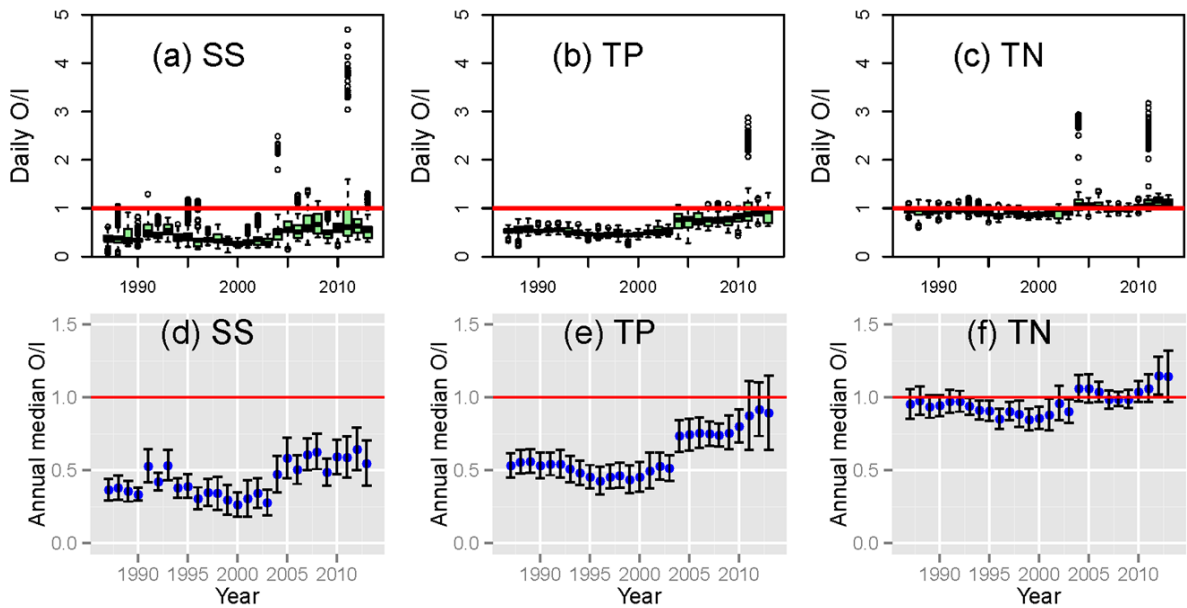 (a) SS
Daily O/I
5
4
3
2
1
0
1990 2000 2010
(b) TP
Daily O/I
5
4
3
2
1
0
1990 2000 2010
(c) TN
Daily O/I
5
4
3
2
1
0
1990 2000 2010
(d) SS
Annual median O/I
1.5
1.0
0.5
0.0
1990 1995 2000 2005 2010
Year
(e) TP
Annual median O/I
1.5
1.0
0.5
0.0
1990 1995 2000 2005 2010
Year
(f) TN
Annual median O/I
1.5
1.0
0.5
0.0
1990 1995 2000 2005 2010
Year